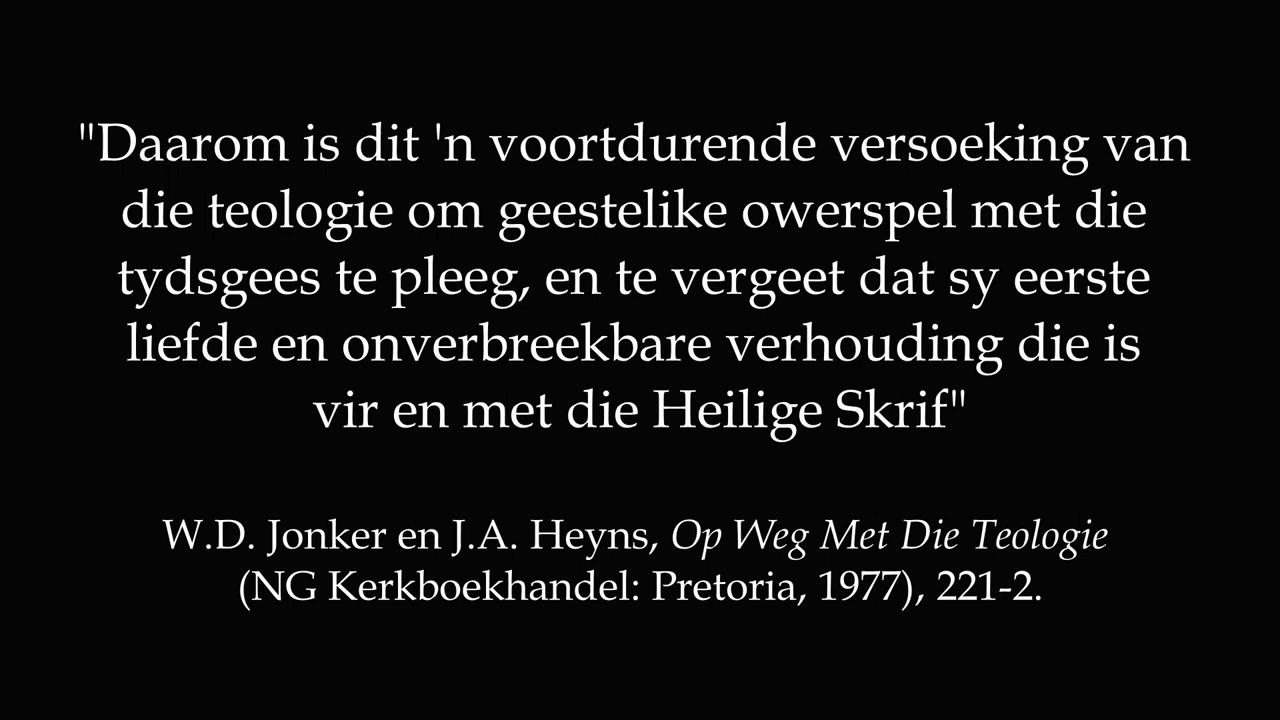 "Daarom is dit 'n voortdurende versoeking van
die teologie om geestelike owerspel met die
tydsgees te pleeg, en te vergeet dat sy eerste
liefde en onverbreekbare verhouding die is
vir en met die Heilige Skrif"
W.D. Jonker en J.A. Heyns, Op Weg Met Die Teologie
(NG Kerkboekhandel: Pretoria, 1977), 221-2.